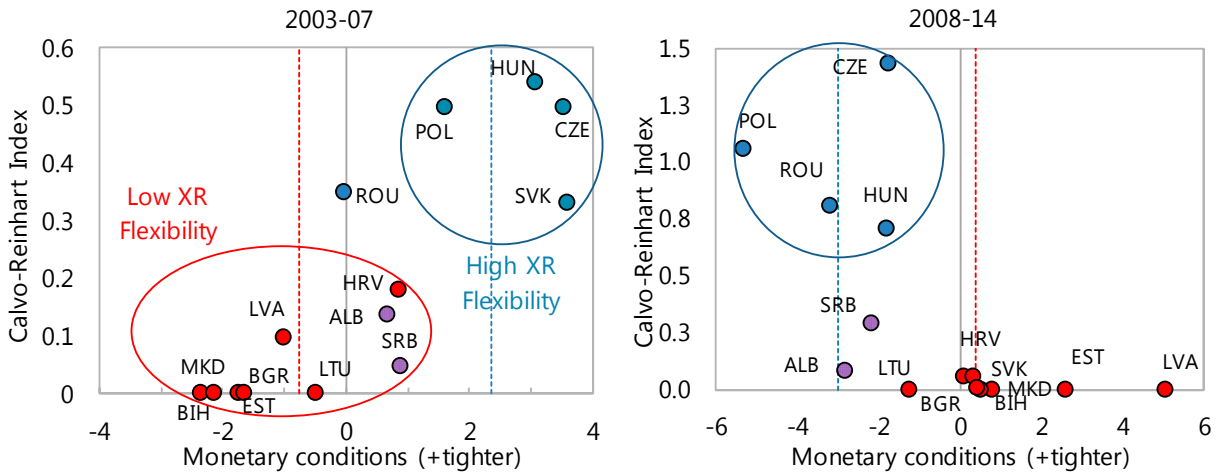 2003-07
Calvo-Reinhart Index
0.6
0.5
0.4
0.3
0.2
0.1
0
HUN
POL
CZE
ROU
SVK
Low XR
Flexibility
High XR
Flexibility
HRV
LVA
ALB
SRB
MKD
BGR
LTU
BIH
EST
-4
-2
0
2
4
Monetary conditions (+tighter)
2008-14
Calvo-Reinhart Index
1.5
1.3
1.0
0.8
0.5
0.3
0.0
CZE
POL
ROU
HUN
SRB
HRV
ALB
LTU
SVK
EST
LVA
MKD
BGR
BIH
-6
-4
-2
0
2
4
6
Monetary conditions (+tighter)